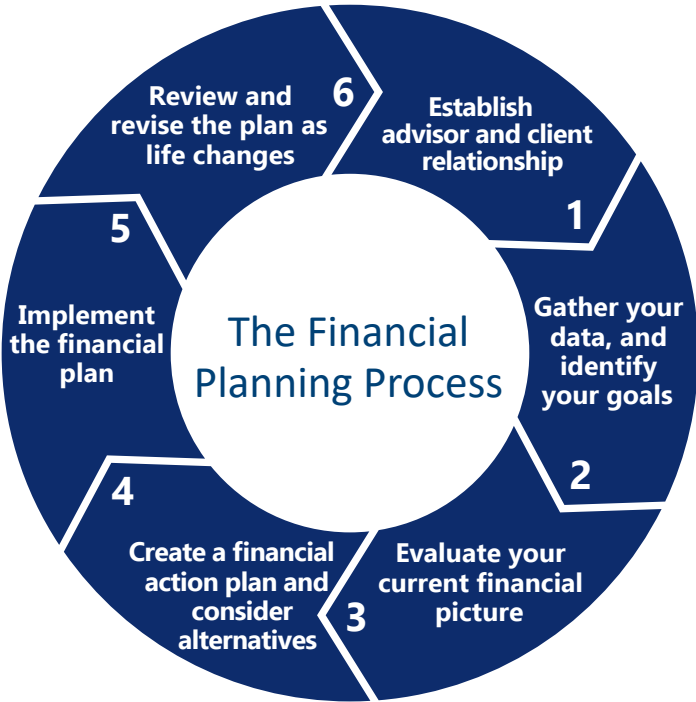 The Financial
Planning Process
Establish
advisor and client
relationship
1
Gather your
data, and
identify
your goals
2
Evaluate your
current financial
picture
3
Create a financial
action plan and
consider
alternatives
4
Implement
the financial
plan
5
Review and
revise the plan as
life changes
6